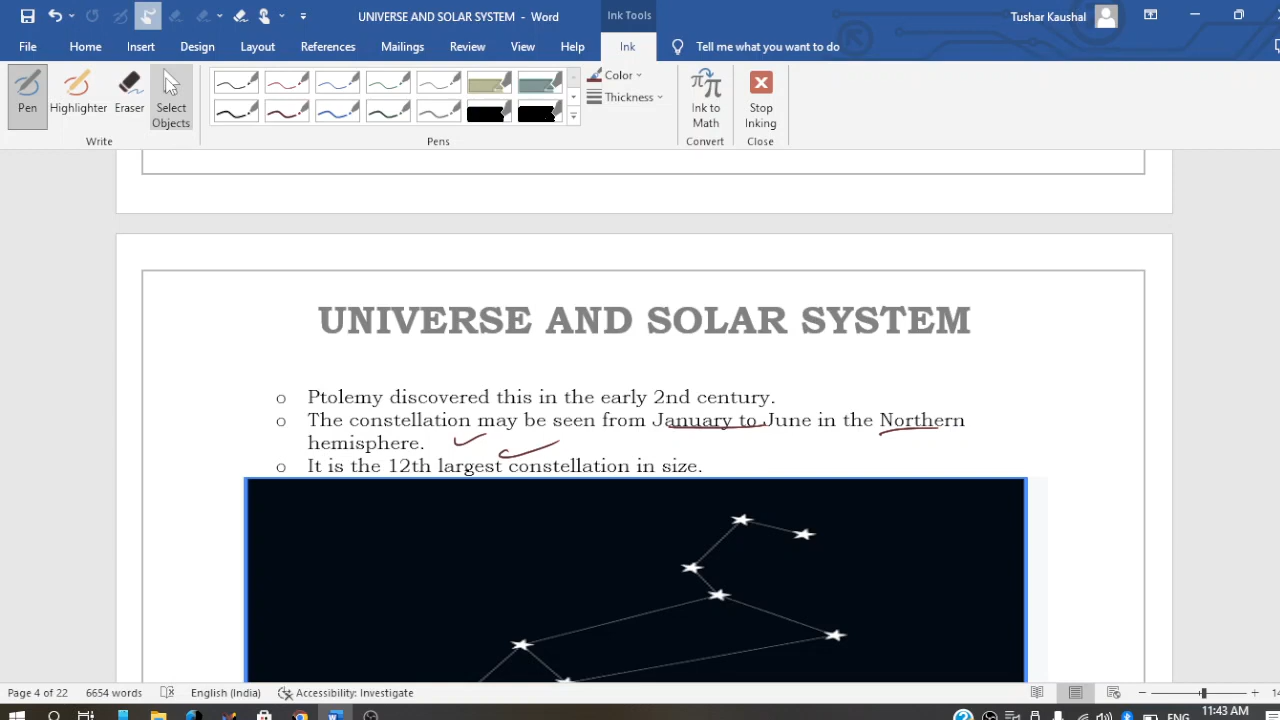 UNIVERSE AND SOLAR SYSTEM - Word
Ink Tools
Tushar Kaushal
File Home Insert Design Layout References Mailings Review View Help Ink Tell me what you want to do
Pen Highlighter Eraser Select Objects
Color
Thickness
Ink to Math
Stop Inking
Write Pens Convert Close
UNIVERSE AND SOLAR SYSTEM
o Ptolemy discovered this in the early 2nd century.
o The constellation may be seen from January to June in the Northern
hemisphere.
o It is the 12th largest constellation in size.
Page 4 of 22 6654 words English (India) Accessibility: Investigate
ENG 11:43 AM